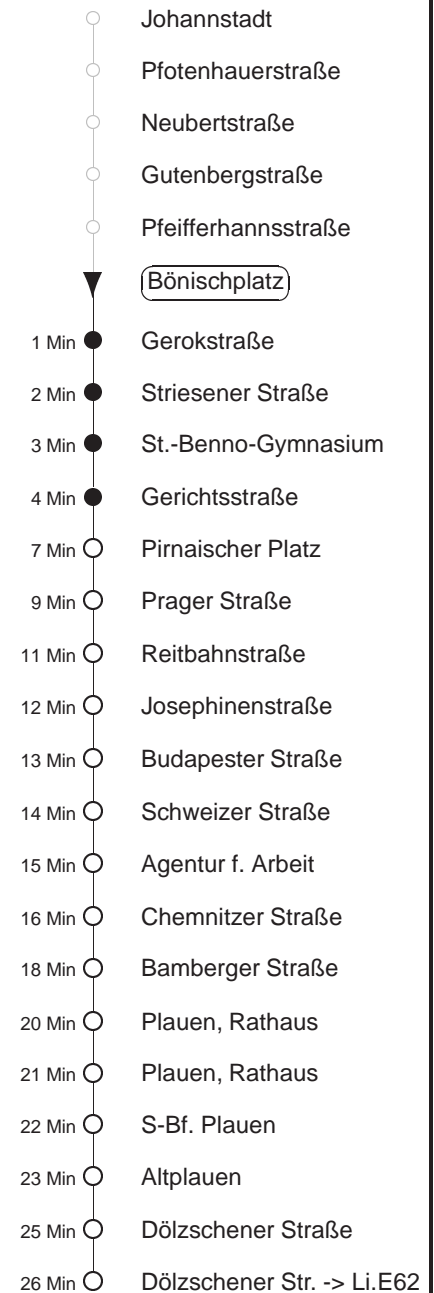 Johannstadt
Pfotenhauerstraße
Neubertstraße
Gutenbergstraße
Pfeifferhannsstraße
Bönischplatz
1 Min Gerokstraße
2 Min Striesener Straße
3 Min St.-Benno-Gymnasium
4 Min Gerichtsstraße
7 Min Pirnaischer Platz
9 Min Prager Straße
11 Min Reitbahnstraße
12 Min Josephinenstraße
13 Min Budapester Straße
14 Min Schweizer Straße
15 Min Agentur f. Arbeit
16 Min Chemnitzer Straße
18 Min Bamberger Straße
20 Min Plauen, Rathaus
21 Min Plauen, Rathaus
22 Min S-Bf. Plauen
23 Min Altplauen
25 Min Dölzschener Straße
26 Min Dölzschener Str. -> Li.E62